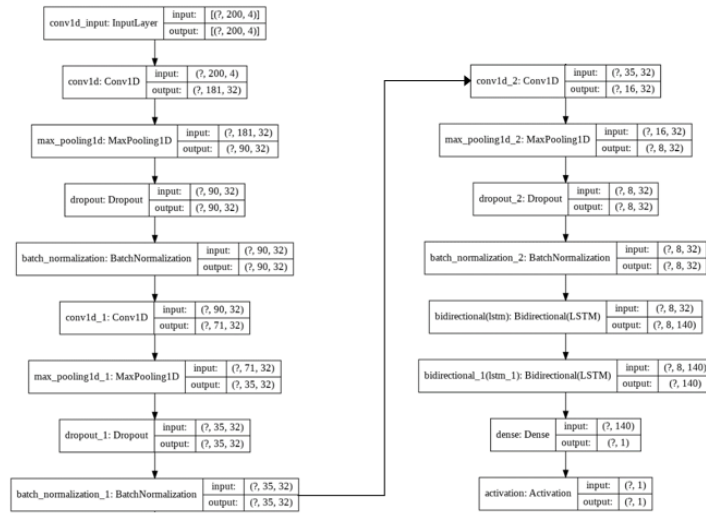 conv1d_input: InputLayer input: [(?, 200, 4)]
output: [(?, 200, 4)]
conv1d: Conv1D input: (?, 200, 4)
output: (?, 181, 32)
max_pooling1d: MaxPooling1D input: (?, 181, 32)
output: (?, 90, 32)
dropout: Dropout input: (?, 90, 32)
output: (?, 90, 32)
batch_normalization: BatchNormalization input: (?, 90, 32)
output: (?, 90, 32)
conv1d_1: Conv1D input: (?, 90, 32)
output: (?, 71, 32)
max_pooling1d_1: MaxPooling1D input: (?, 71, 32)
output: (?, 35, 32)
dropout_1: Dropout input: (?, 35, 32)
output: (?, 35, 32)
batch_normalization_1: BatchNormalization input: (?, 35, 32)
output: (?, 35, 32)
conv1d_2: Conv1D input: (?, 35, 32)
output: (?, 16, 32)
max_pooling1d_2: MaxPooling1D input: (?, 16, 32)
output: (?, 8, 32)
dropout_2: Dropout input: (?, 8, 32)
output: (?, 8, 32)
batch_normalization_2: BatchNormalization input: (?, 8, 32)
output: (?, 8, 32)
bidirectional(lstm): Bidirectional(LSTM) input: (?, 8, 32)
output: (?, 8, 140)
bidirectional_1(lstm_1): Bidirectional(LSTM) input: (?, 8, 140)
output: (?, 140)
dense: Dense input: (?, 140)
output: (?, 1)
activation: Activation input: (?, 1)
output: (?, 1)